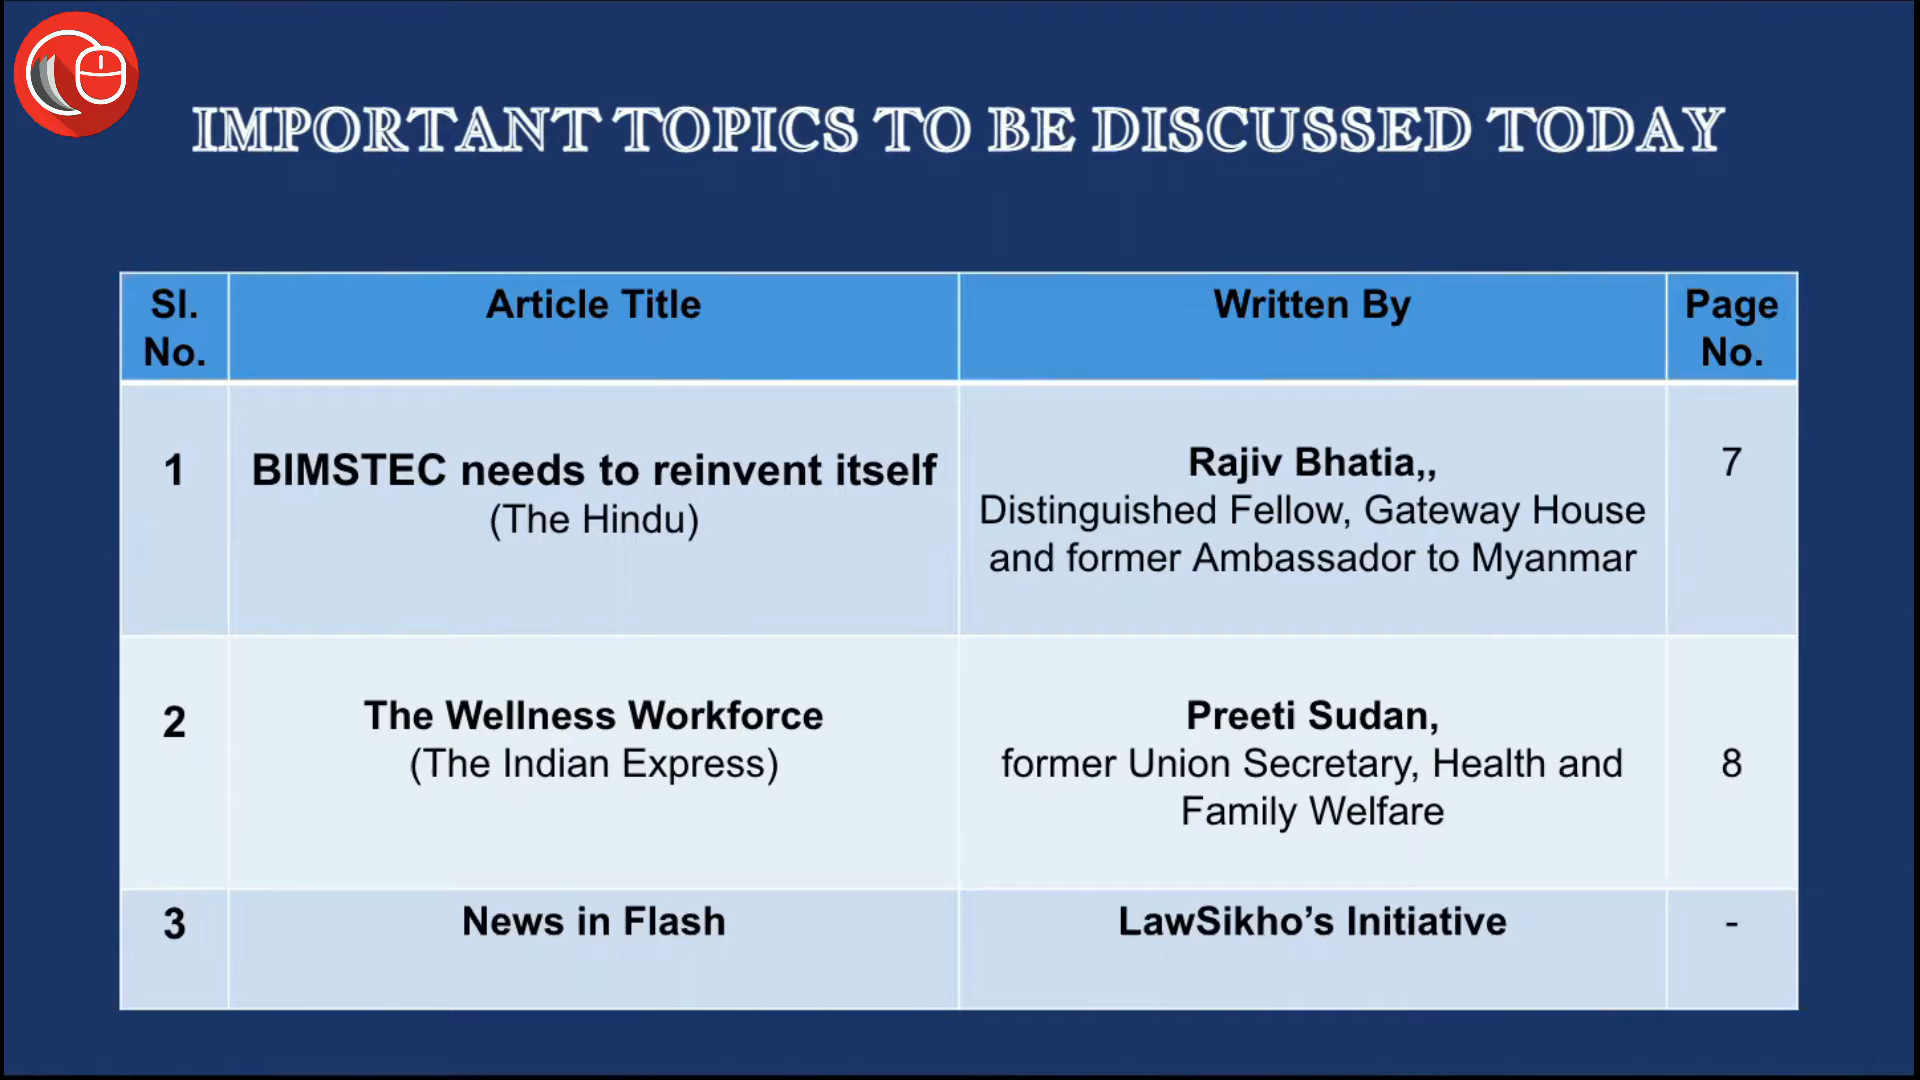 IMPORTANT TOPICS TO BE DISCUSSED TODAY
Sl. No.
Article Title
Written By
Page No.
1
BIMSTEC needs to reinvent itself
(The Hindu)
Rajiv Bhatia,,
Distinguished Fellow, Gateway House
and former Ambassador to Myanmar
7
2
The Wellness Workforce
(The Indian Express)
Preeti Sudan,
former Union Secretary, Health and
Family Welfare
8
3
News in Flash
LawSikho’s Initiative
-